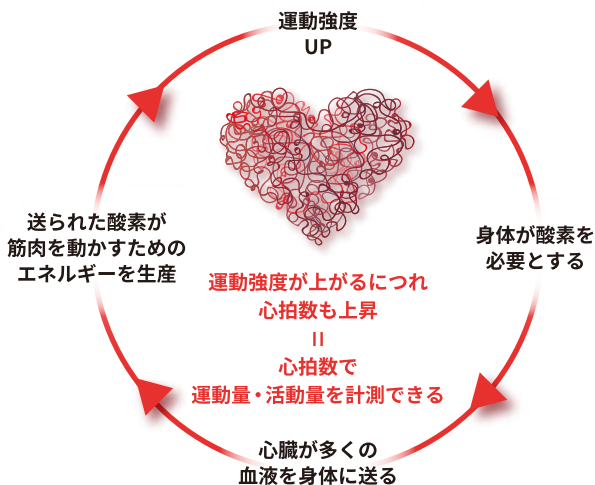 運動強度
UP
身体が酸素を
必要とする
心臓が多くの
血液を身体に送る
送られた酸素が
筋肉を動かすための
エネルギーを生産
運動強度が上がるにつれ
心拍数も上昇
=
心拍数で
運動量・活動量を計測できる